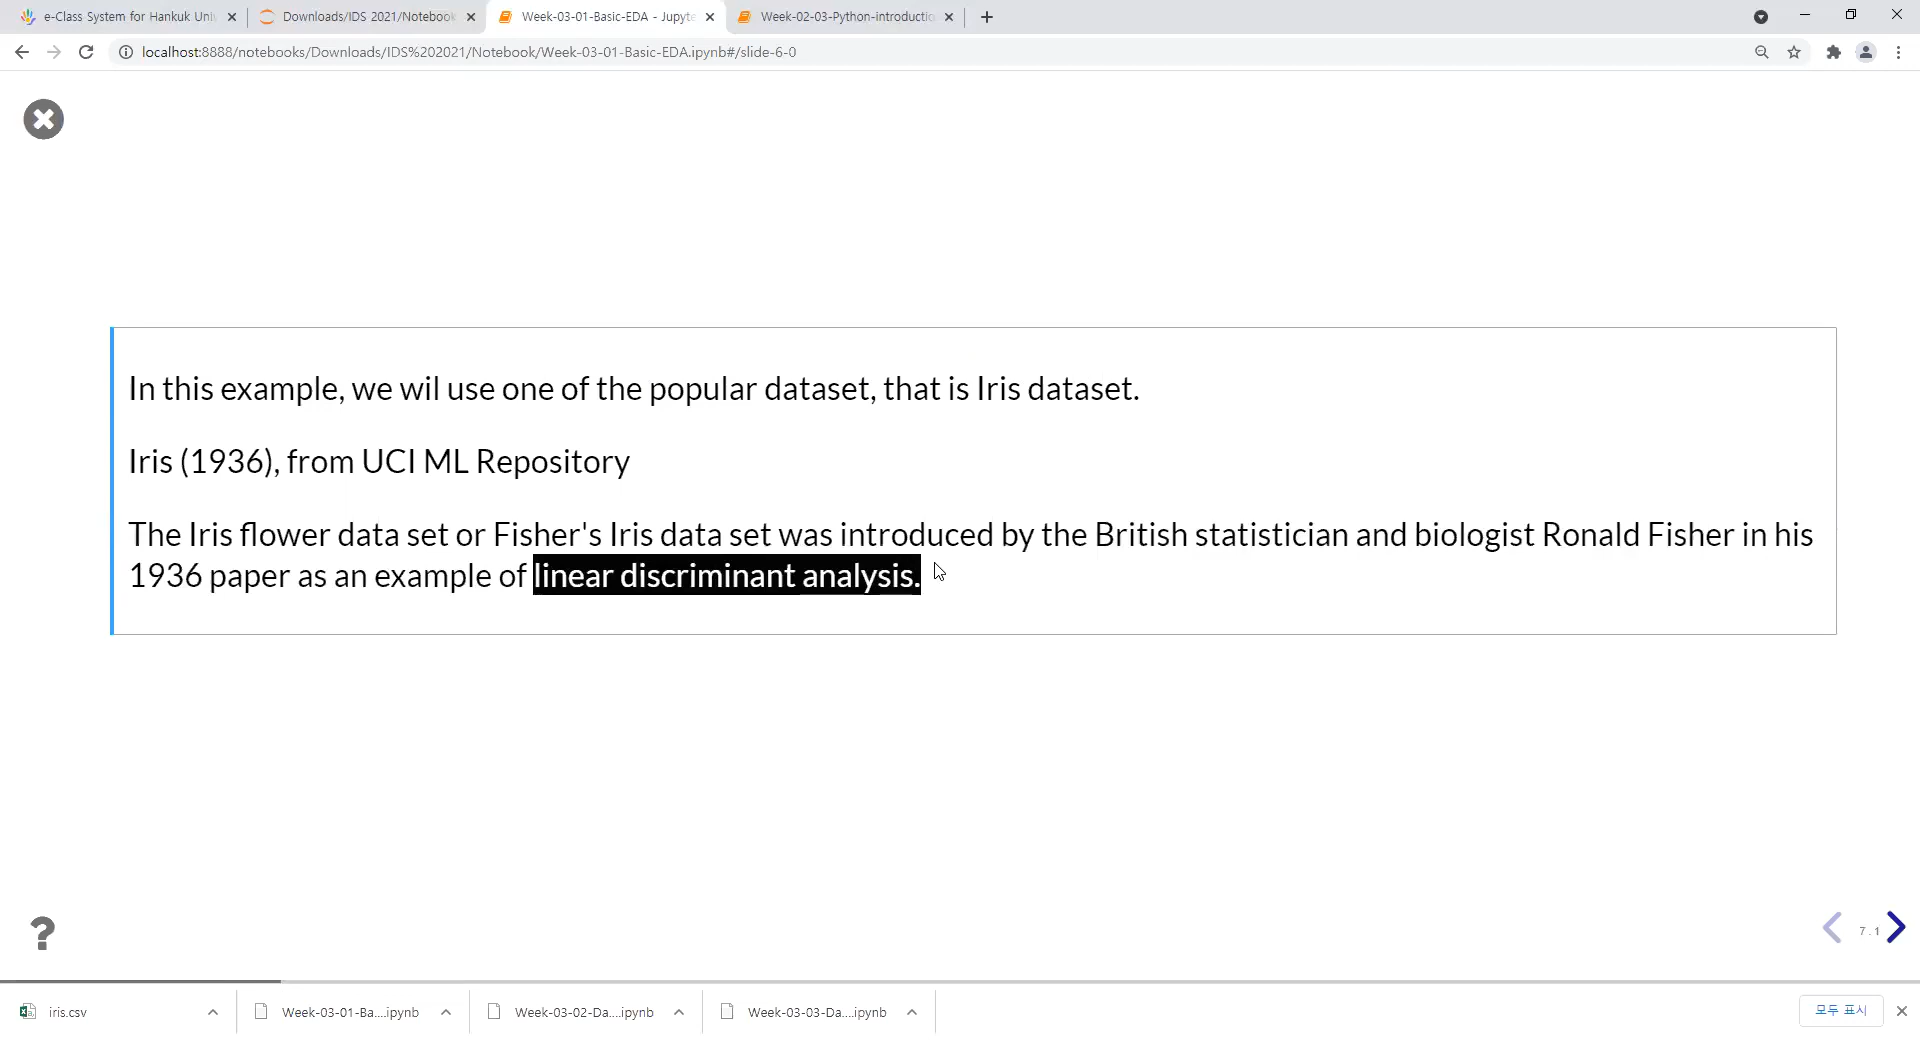 e-Class System for Hankuk Univ
Downloads/IDS 2021/Notebook
Week-03-01-Basic-EDA - Jupyte
Week-02-03-Python-introductio
localhost:8888/notebooks/Downloads/IDS%202021/Notebook/Week-03-01-Basic-EDA.ipynb#/slide-6-0
In this example, we wil use one of the popular dataset, that is Iris dataset.
Iris (1936), from UCI ML Repository
The Iris flower data set or Fisher's Iris data set was introduced by the British statistician and biologist Ronald Fisher in his
1936 paper as an example of linear discriminant analysis.
?
7.1
iris.csv
Week-03-01-Ba....ipynb
Week-03-02-Da....ipynb
Week-03-03-Da....ipynb
모두 표시